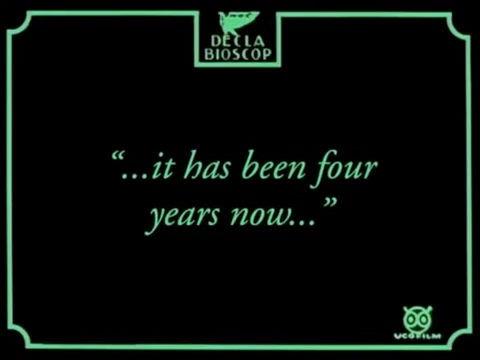 DECLA
BIOSCOP
“...it has been four
years now...”
UCOFILM